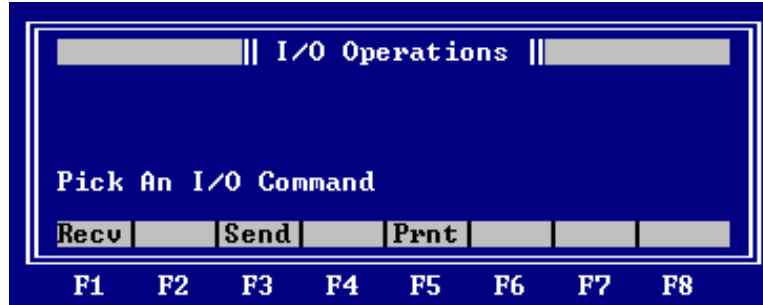 I/O Operations
Pick An I/O Command
Recv Send Prnt
F1 F2 F3 F4 F5 F6 F7 F8